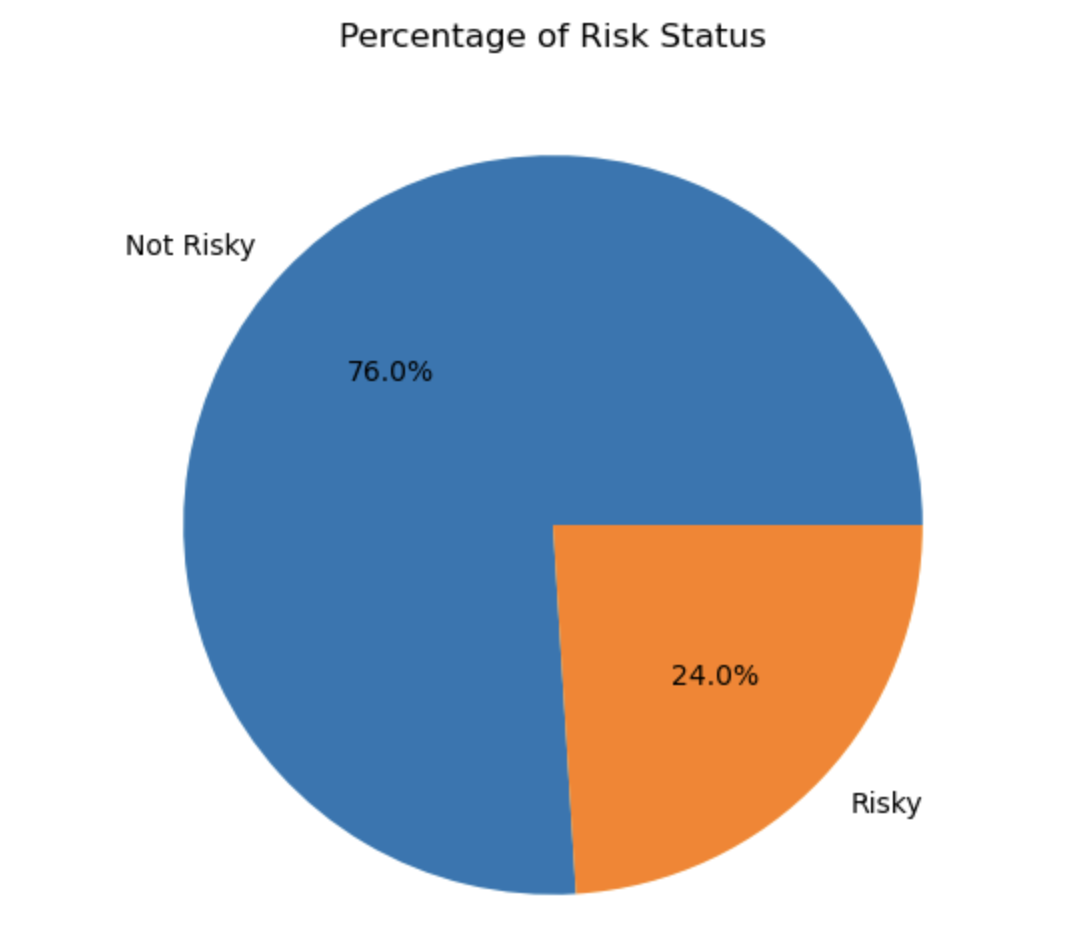 Percentage of Risk Status
Not Risky
76.0%
24.0%
Risky